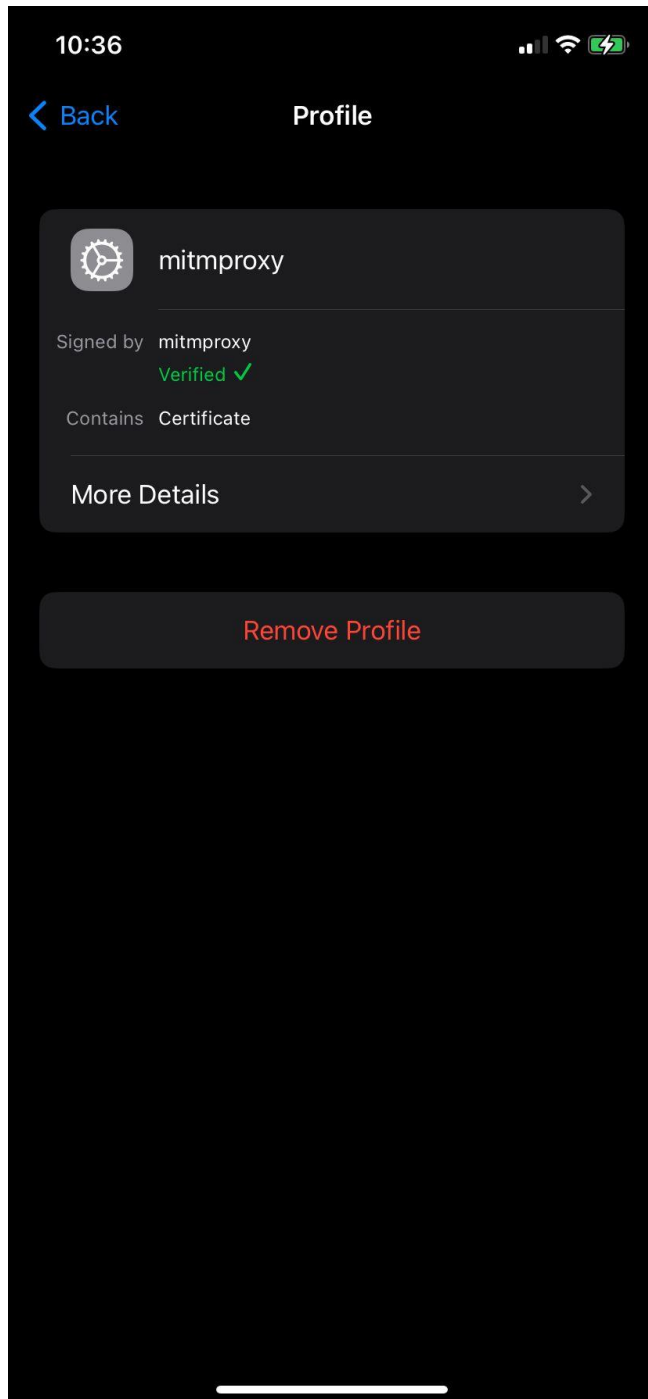 10:36
Back Profile
mitmproxy
Signed by mitmproxy
Verified
Contains Certificate
More Details
Remove Profile